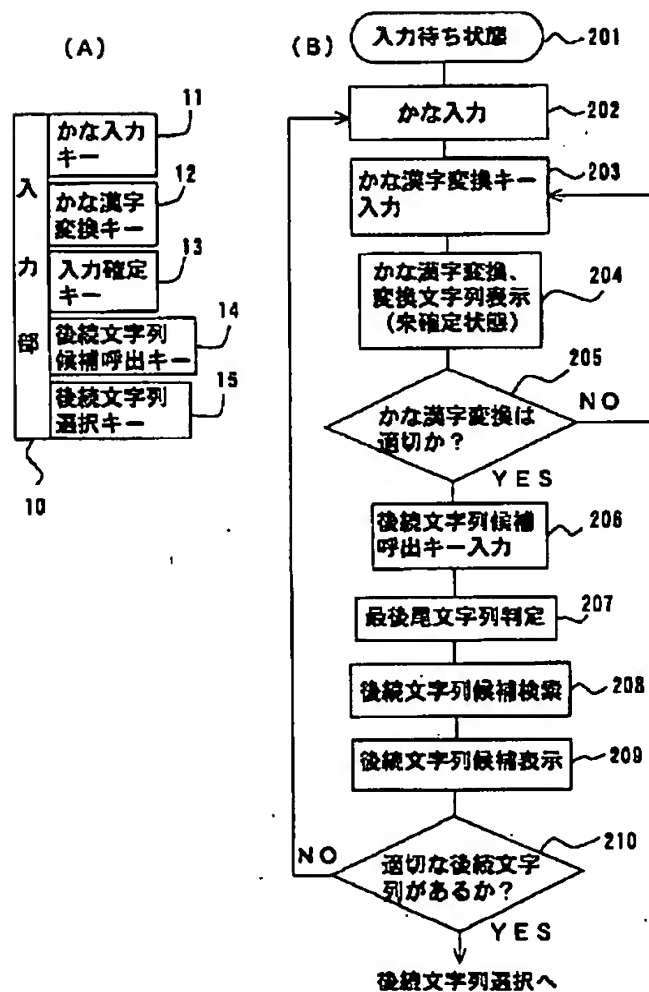 (A)
11
かな入力
キー
12
かな漢字
変換キー
13
入力確定
キー
14
後続文字列
候補呼出キー
15
後続文字列
選択キー
入力部
10
(B)
入力待ち状態
201
かな入力
202
かな漢字変換キー
入力
203
かな漢字変換、
変換文字列表示
(未確定状態)
204
205
かな漢字変換は
適切か?
NO
YES
後続文字列候補
呼出キー入力
206
最後尾文字列判定
207
後続文字列候補検索
208
後続文字列候補表示
209
210
適切な後続文字
列があるか?
NO
YES
後続文字列選択へ